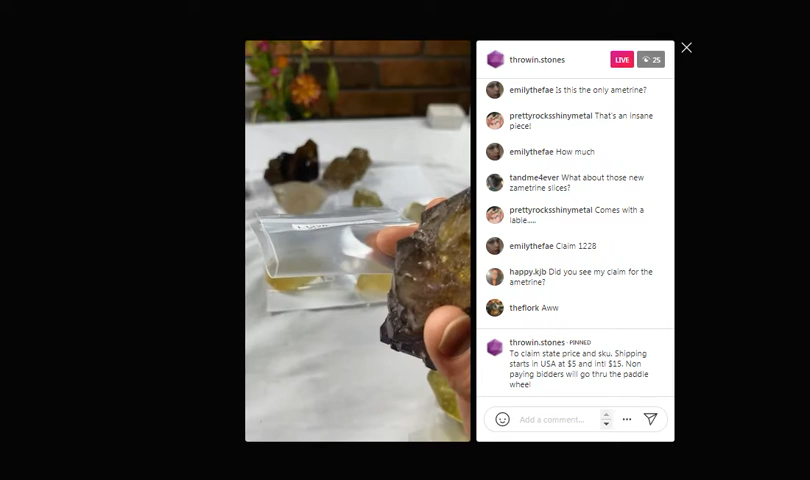 throwin.stones LIVE 25
emilythefae Is this the only ametrine?
prettyrocksshinymetal That's an insane
piece!
emilythefae How much
tandme4ever What about those new
zametrine slices?
prettyrocksshinymetal Comes with a
lable.....
emilythefae Claim 1228
happy.kjb Did you see my claim for the
ametrine?
theflork Aww
throwin.stones · PINNED
To claim state price and sku. Shipping
starts in USA at $5 and intl $15. Non
paying bidders will go thru the paddle
wheel
Add a comment...